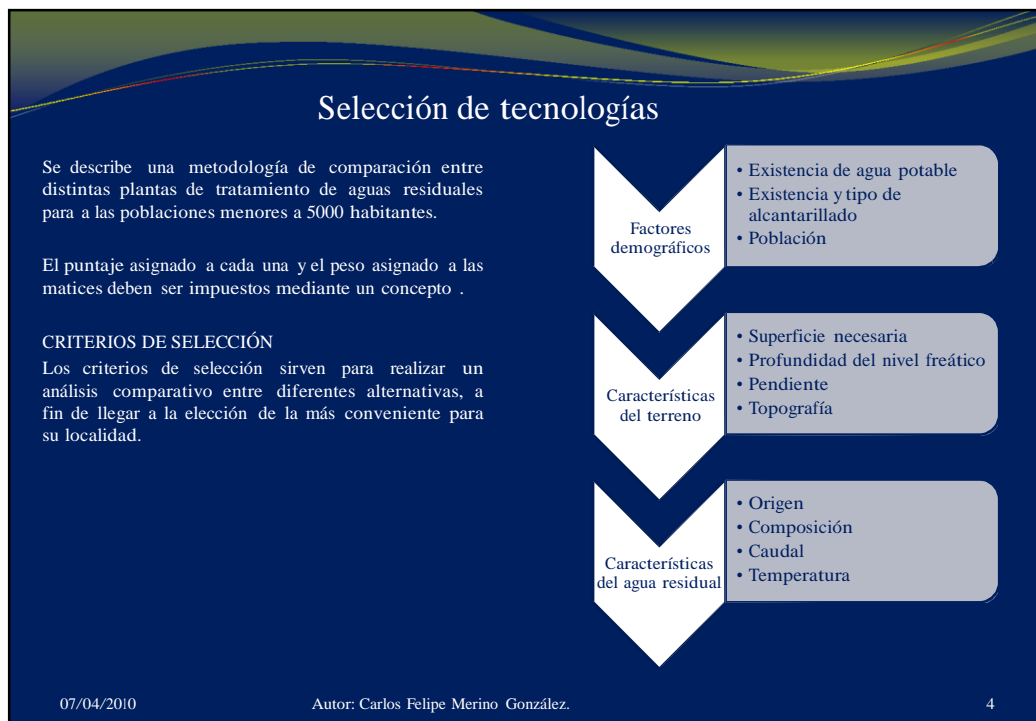 Selección de tecnologías
Se describe una metodología de comparación entre
distintas plantas de tratamiento de aguas residuales
para a las poblaciones menores a 5000 habitantes.
El puntaje asignado a cada una y el peso asignado a las
matices deben ser impuestos mediante un concepto .
CRITERIOS DE SELECCIÓN
Los criterios de selección sirven para realizar un
análisis comparativo entre diferentes alternativas, a
fin de llegar a la elección de la más conveniente para
su localidad.
Factores
demográficos
• Existencia de agua potable
• Existencia y tipo de
alcantarillado
• Población
Características
del terreno
• Superficie necesaria
• Profundidad del nivel freático
• Pendiente
• Topografía
Características
del agua residual
• Origen
• Composición
• Caudal
• Temperatura
07/04/2010
Autor: Carlos Felipe Merino González.
4